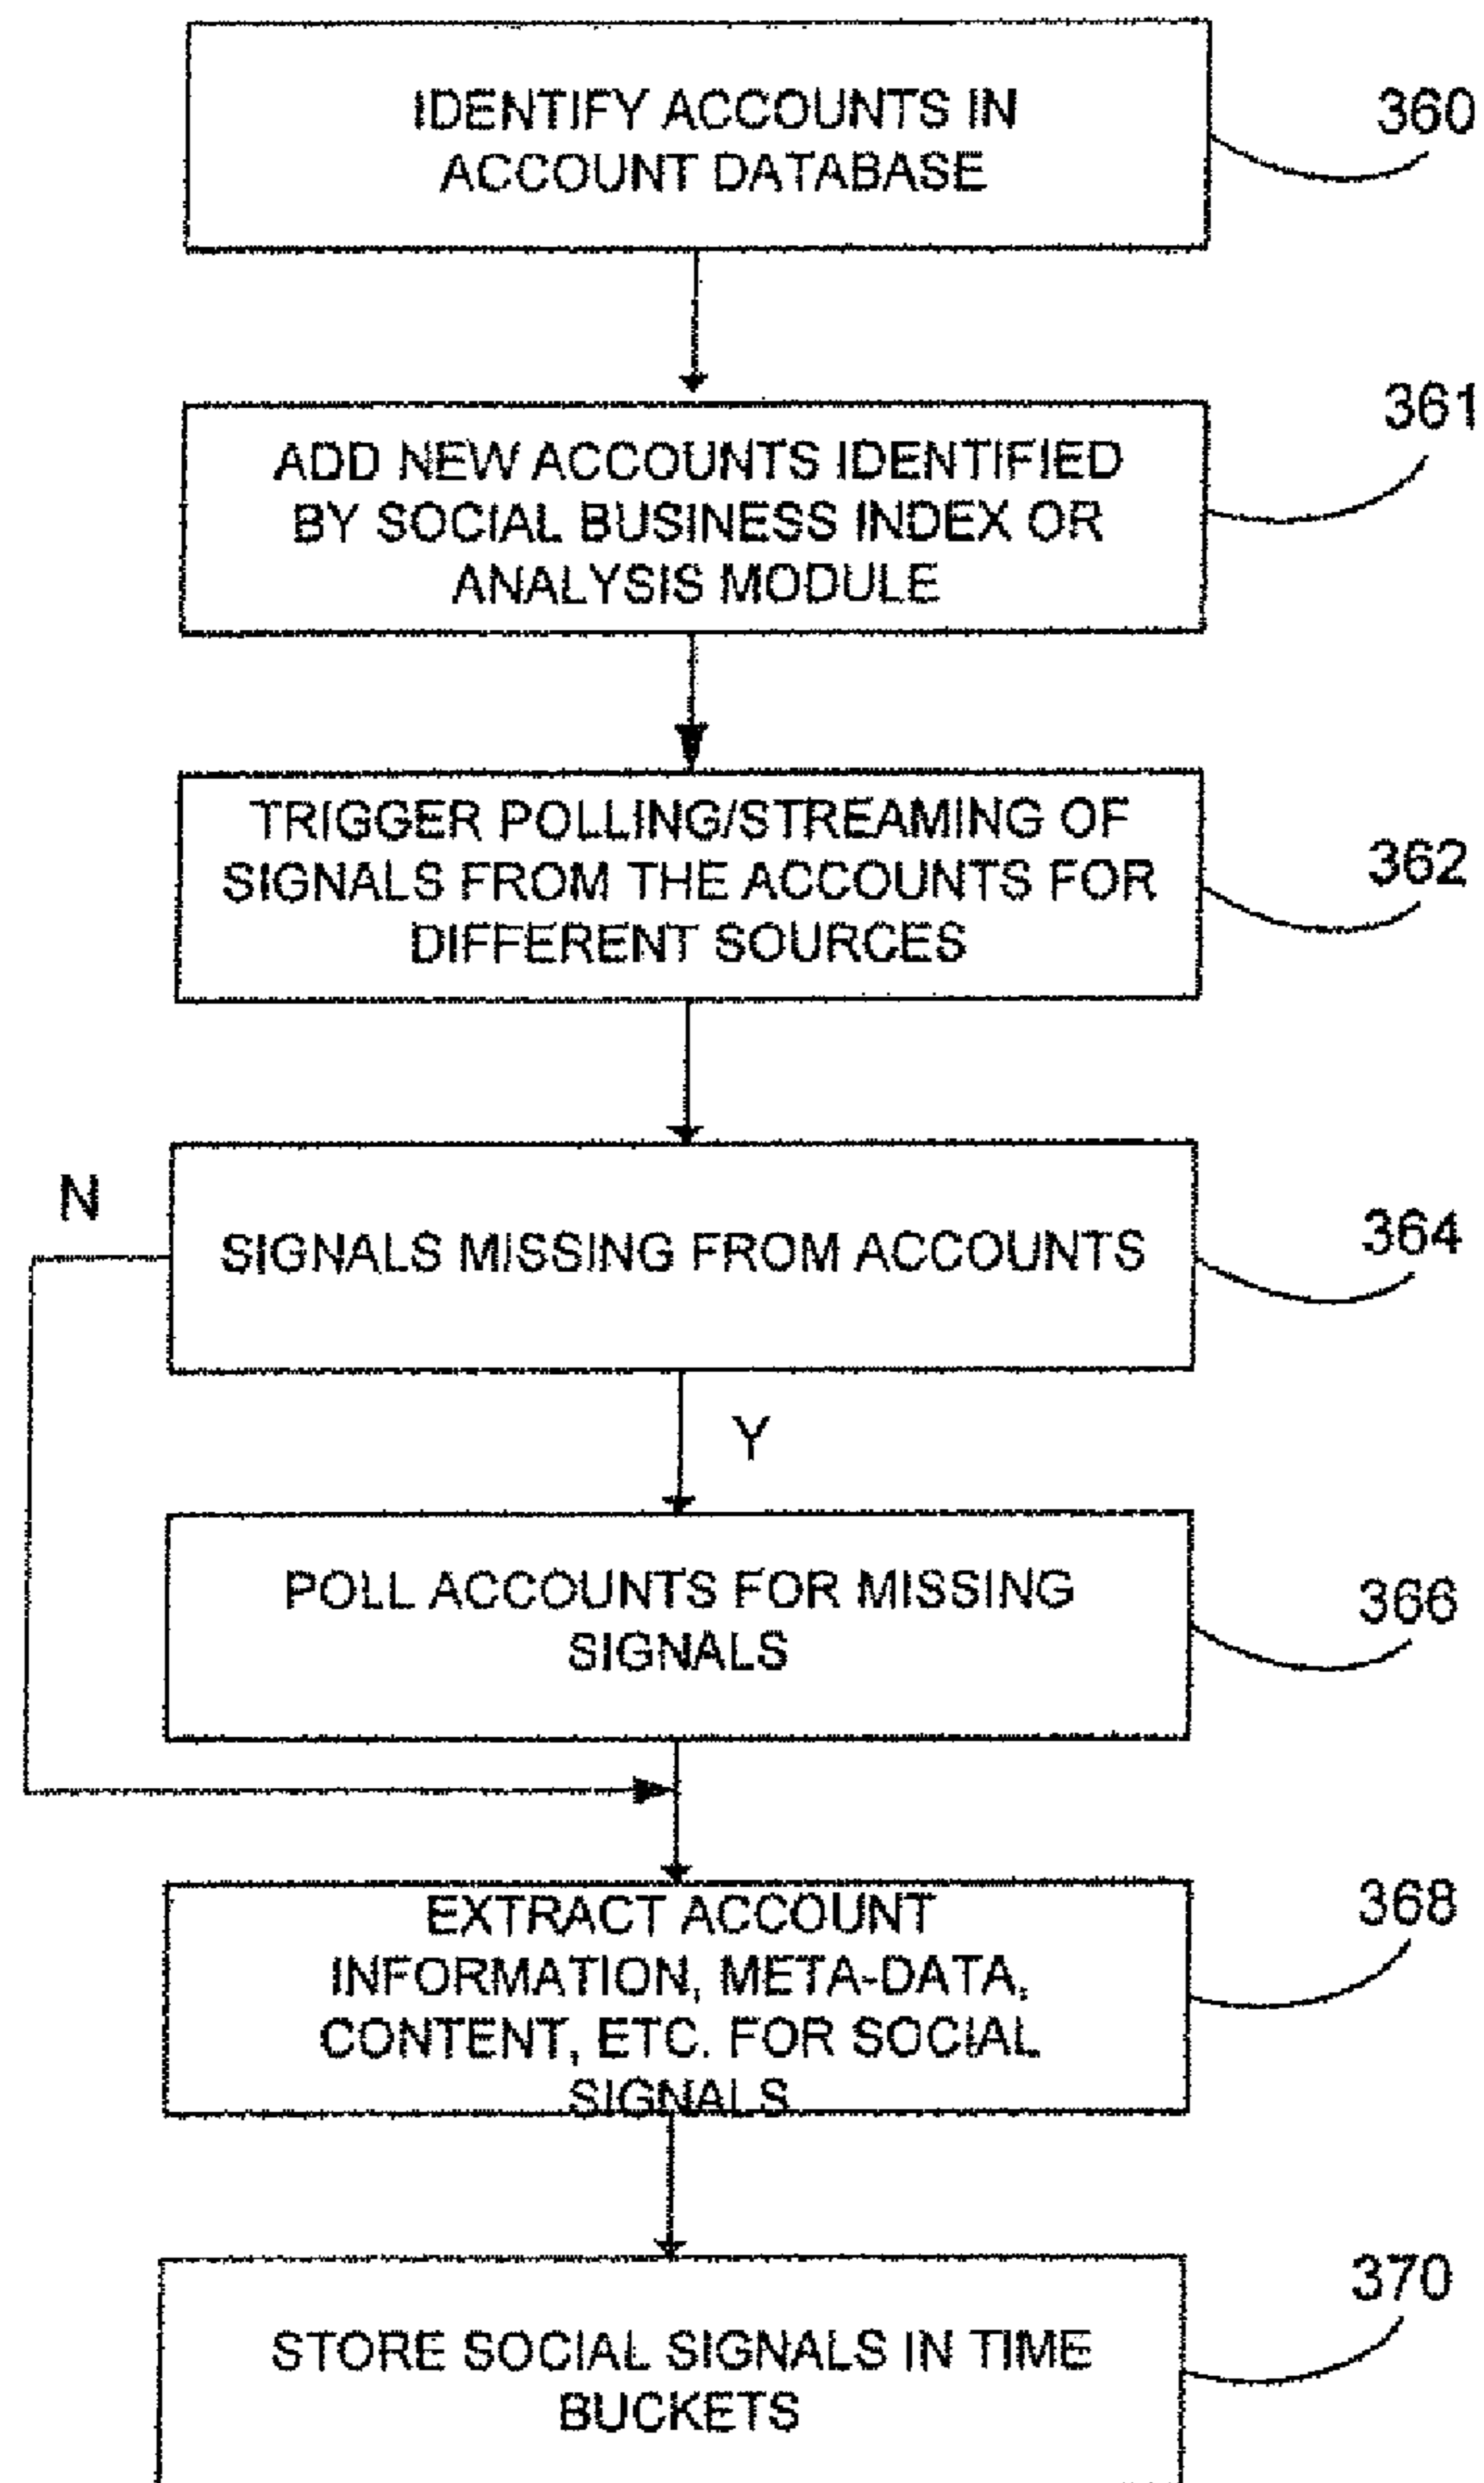 IDENTIFY ACCOUNTS IN
ACCOUNT DATABASE
360
ADD NEW ACCOUNTS IDENTIFIED
BY SOCIAL BUSINESS INDEX OR
ANALYSIS MODULE
361
TRIGGER POLLING/STREAMING OF
SIGNALS FROM THE ACCOUNTS FOR
DIFFERENT SOURCES
362
N
SIGNALS MISSING FROM ACCOUNTS
364
Y
POLL ACCOUNTS FOR MISSING
SIGNALS
366
EXTRACT ACCOUNT
INFORMATION, META-DATA,
CONTENT, ETC. FOR SOCIAL
SIGNALS
368
STORE SOCIAL SIGNALS IN TIME
BUCKETS
370